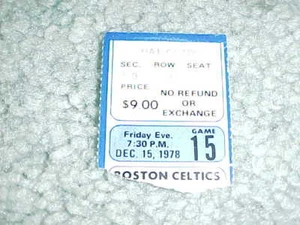 SEC. ROW SEAT
PRICE
$9.00
NO REFUND
OR
EXCHANGE
Friday Eve.
7:30 P.M.
DEC. 15, 1978
GAME
15
BOSTON CELTICS